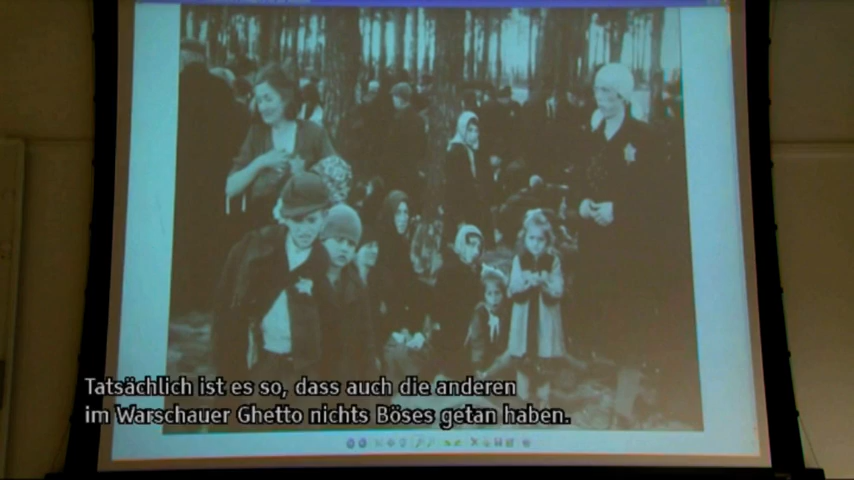 Tatsächlich ist es so, dass auch die anderen
im Warschauer Ghetto nichts Böses getan haben.